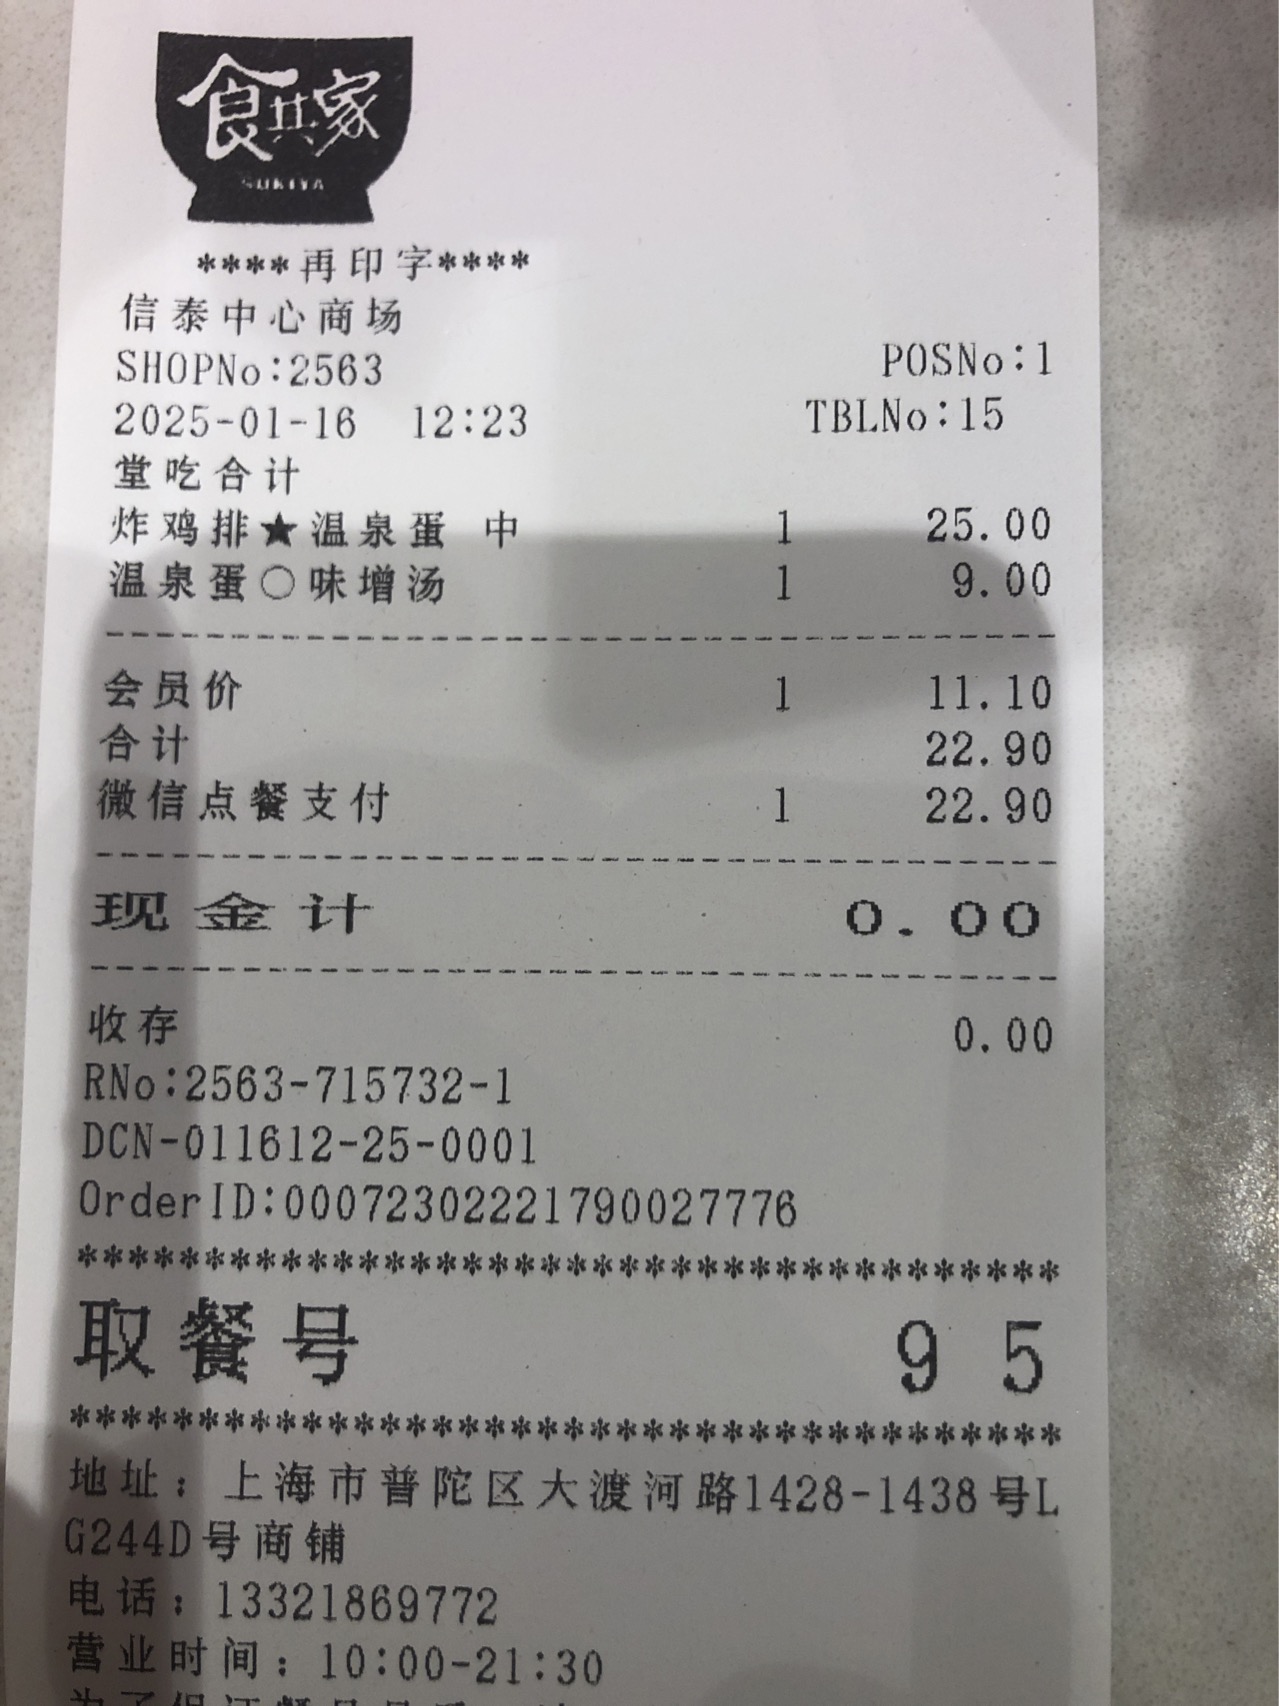 食其家
SUKIYA
****再印字****
信泰中心商场
SHOPNo:2563 POSNo:1
2025-01-16 12:23 TBLNo:15
堂吃合计
炸鸡排★温泉蛋 中 1 25.00
温泉蛋○味增汤 1 9.00
会员价 1 11.10
合计 22.90
微信点餐支付 1 22.90
现金计 0.00
收存 0.00
RNo:2563-715732-1
DCN-011612-25-0001
OrderID:00072302221790027776
***************************************
取餐号 95
***************************************
地址：上海市普陀区大渡河路1428-1438号L
G244D号商铺
电话：13321869772
营业时间：10:00-21:30